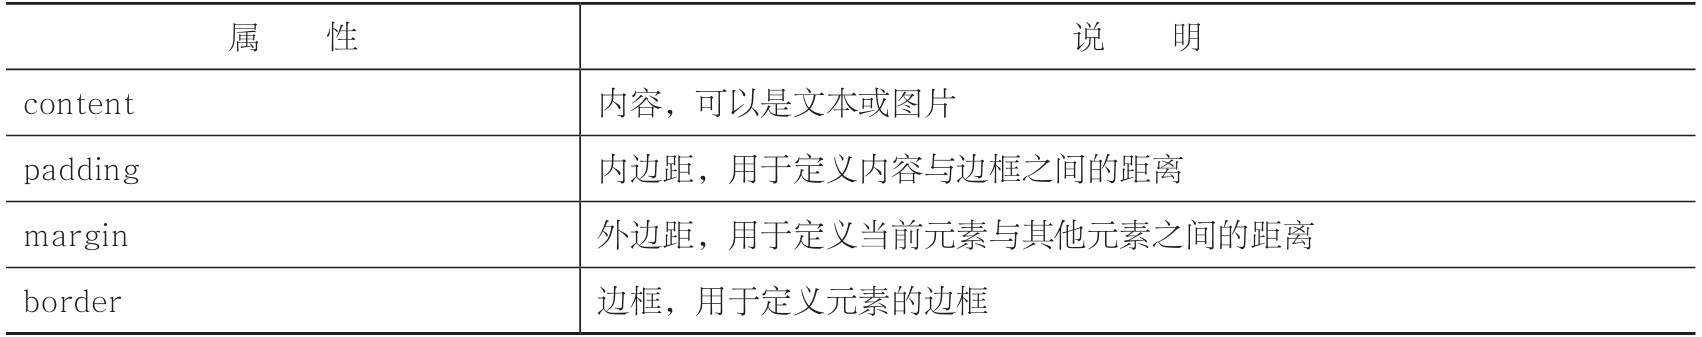 属 性 说 明
content 内容，可以是文本或图片
padding 内边距，用于定义内容与边框之间的距离
margin 外边距，用于定义当前元素与其他元素之间的距离
border 边框，用于定义元素的边框